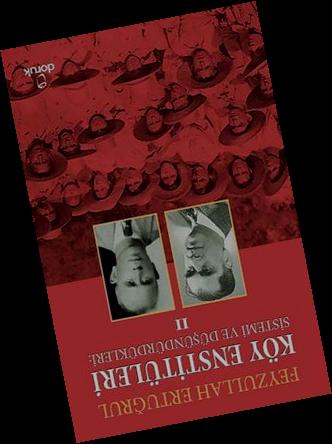 FEYZULLAH ERTUĞRUL
KÖY ENSTİTÜLERİ
SİSTEMİ VE DÜŞÜNDÜRDÜKLERİ:
II
doruk